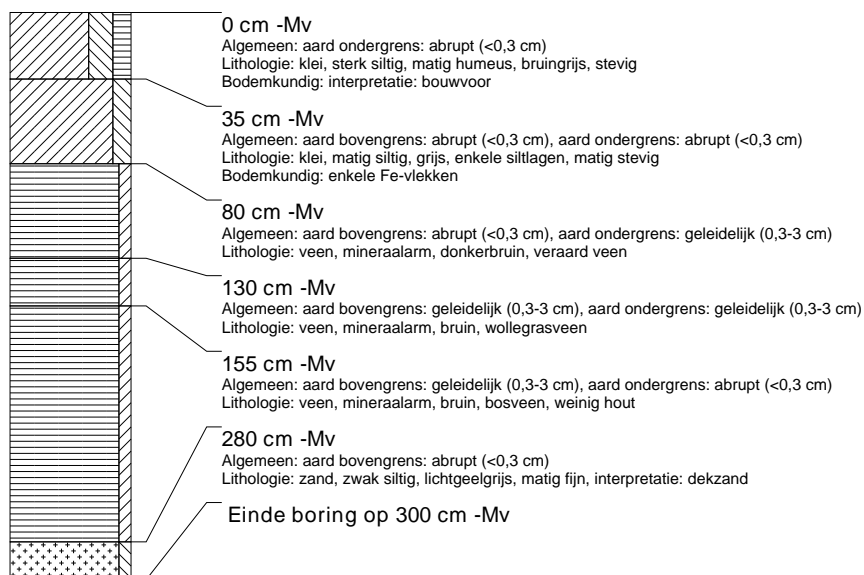 0 cm -Mv
Algemeen: aard ondergrens: abrupt (<0,3 cm)
Lithologie: klei, sterk siltig, matig humeus, bruingrijs, stevig
Bodemkundig: interpretatie: bouwvoor
35 cm -Mv
Algemeen: aard bovengrens: abrupt (<0,3 cm), aard ondergrens: abrupt (<0,3 cm)
Lithologie: klei, matig siltig, grijs, enkele siltlagen, matig stevig
Bodemkundig: enkele Fe-vlekken
80 cm -Mv
Algemeen: aard bovengrens: abrupt (<0,3 cm), aard ondergrens: geleidelijk (0,3-3 cm)
Lithologie: veen, mineraalarm, donkerbruin, veraard veen
130 cm -Mv
Algemeen: aard bovengrens: geleidelijk (0,3-3 cm), aard ondergrens: geleidelijk (0,3-3 cm)
Lithologie: veen, mineraalarm, bruin, wollegrasveen
155 cm -Mv
Algemeen: aard bovengrens: geleidelijk (0,3-3 cm), aard ondergrens: abrupt (<0,3 cm)
Lithologie: veen, mineraalarm, bruin, bosveen, weinig hout
280 cm -Mv
Algemeen: aard bovengrens: abrupt (<0,3 cm)
Lithologie: zand, zwak siltig, lichtgeelgrijs, matig fijn, interpretatie: dekzand
Einde boring op 300 cm -Mv